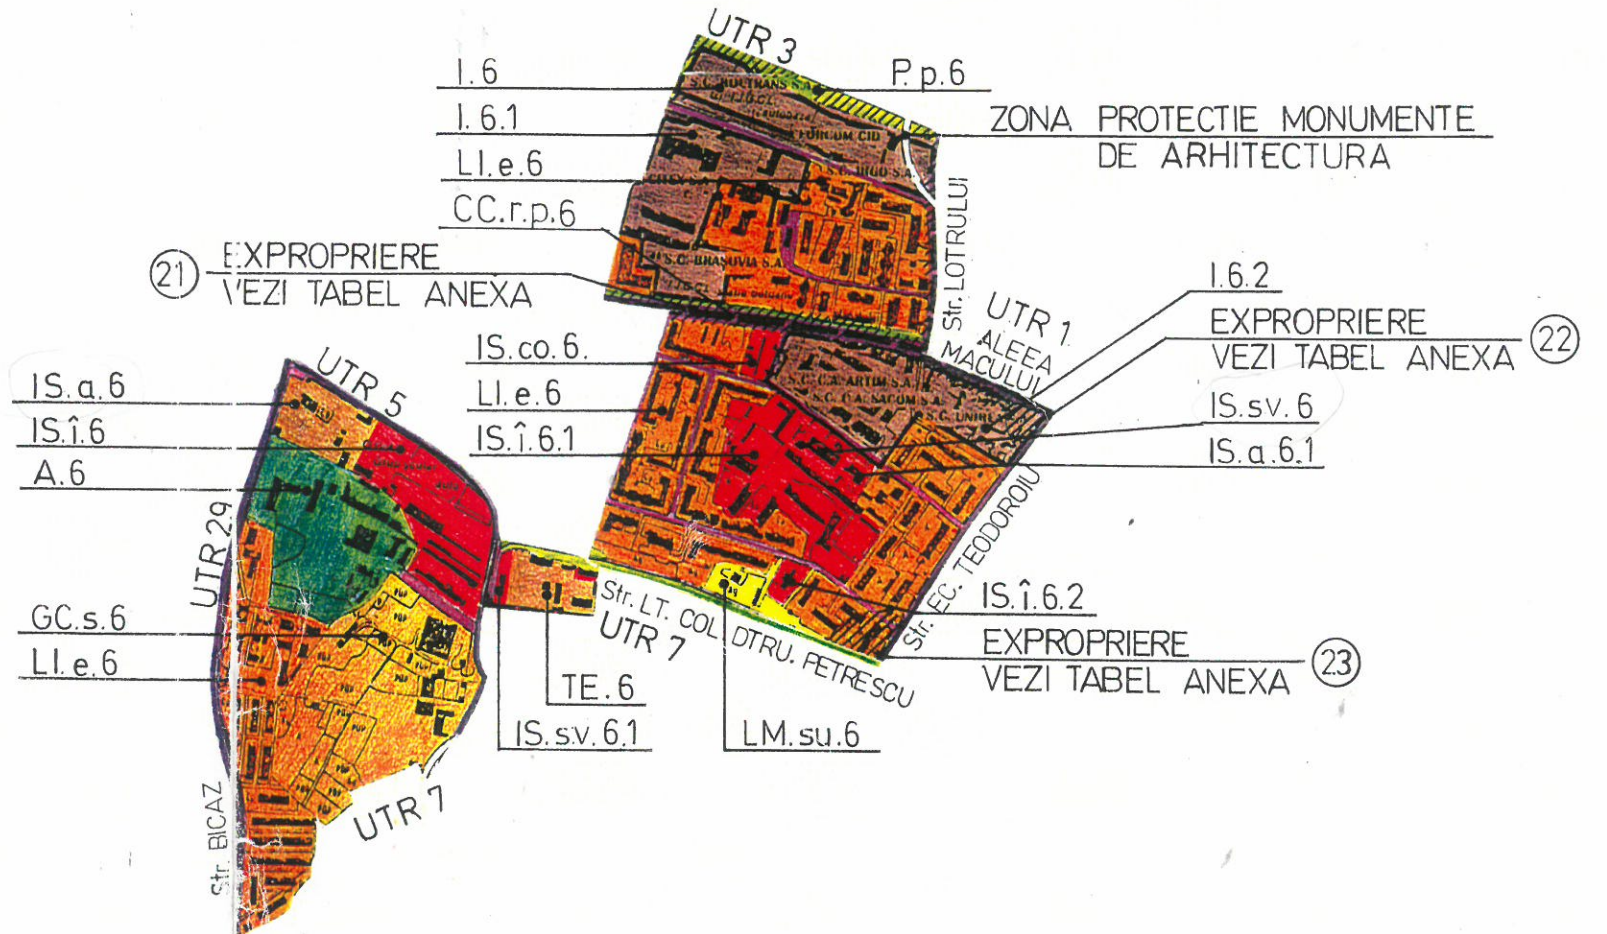 UTR 3
I.6
P.p.6
I.6.1
ZONA PROTECTIE MONUMENTE
DE ARHITECTURA
LI.e.6
CC.r.p.6
21
EXPROPRIERE
VEZI TABEL ANEXA
S.C. BRASOVIA S.A.
Str. LOTRULUI
UTR 1
ALEEA
MACULUI
I.6.2
EXPROPRIERE
VEZI TABEL ANEXA
22
IS.co.6.
LI.e.6
IS.î.6.1
S.C. C.A. ARTIM S.A.
IS.sv.6
IS.a.6.1
UTR 5
IS.a.6
IS.î.6
A.6
UTR 29
GC.s.6
LI.e.6
Str. BICAZ
UTR 7
TE.6
IS.sv.6.1
Str. LT. COL. DTRU. PETRESCU
UTR 7
LM.su.6
Str. EC. TEODOROIU
IS.î.6.2
EXPROPRIERE
VEZI TABEL ANEXA
23